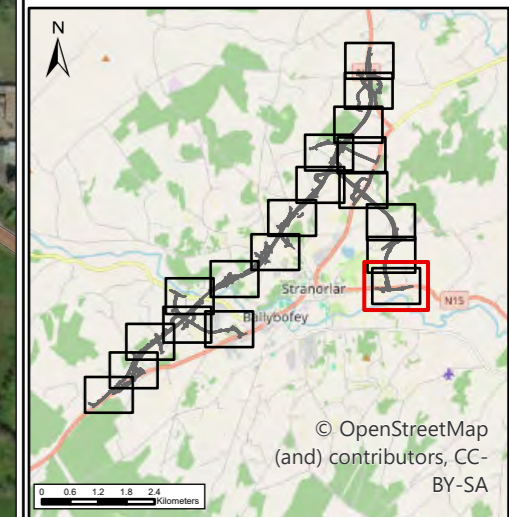 N
Stranorlar
N15
Ballybofey
© OpenStreetMap
(and) contributors, CC-
BY-SA
0 0.6 1.2 1.8 2.4
Kilometers